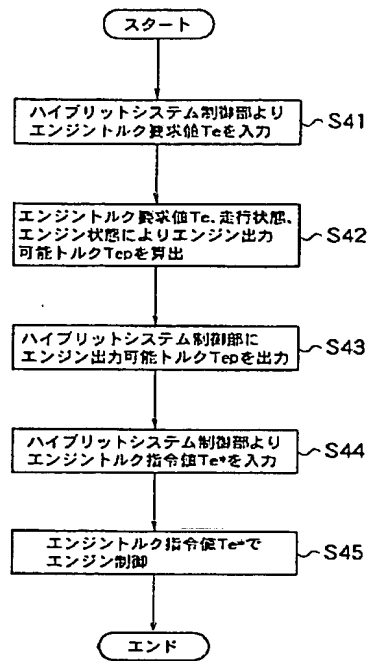 スタート
ハイブリットシステム制御部より
エンジントルク要求値Teを入力
S41
エンジントルク要求値Te、走行状態、
エンジン状態によりエンジン出力
可能トルクTepを算出
S42
ハイブリットシステム制御部に
エンジン出力可能トルクTepを出力
S43
ハイブリットシステム制御部より
エンジントルク指令値Te*を入力
S44
エンジントルク指令値Te*で
エンジン制御
S45
エンド